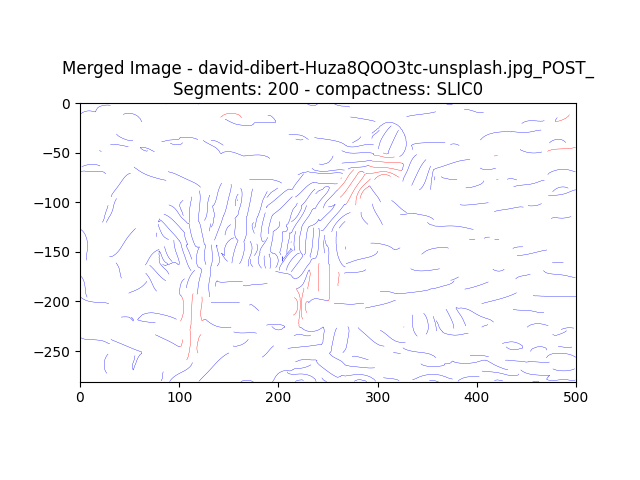 Merged Image - david-dibert-Huza8QOO3tc-unsplash.jpg_POST_
Segments: 200 - compactness: SLIC0
0
−50
−100
−150
−200
−250
0 100 200 300 400 500